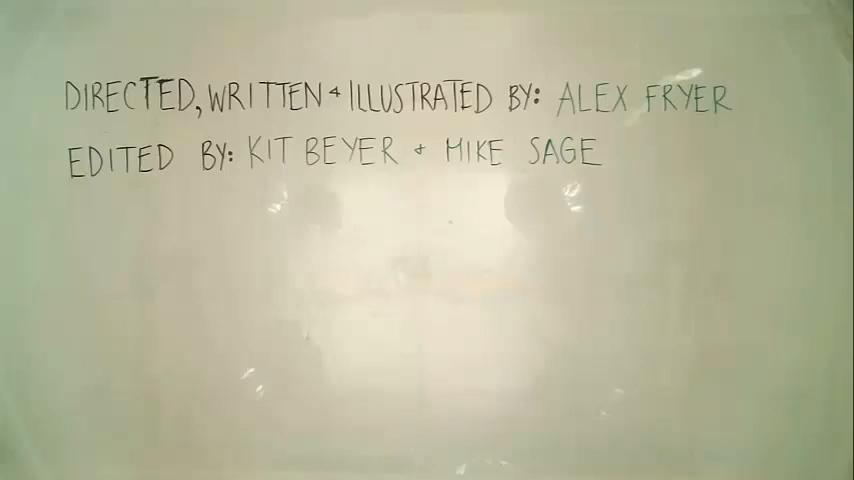 DIRECTED, WRITTEN + ILLUSTRATED BY: ALEX FRYER
EDITED BY: KIT BEYER + MIKE SAGE